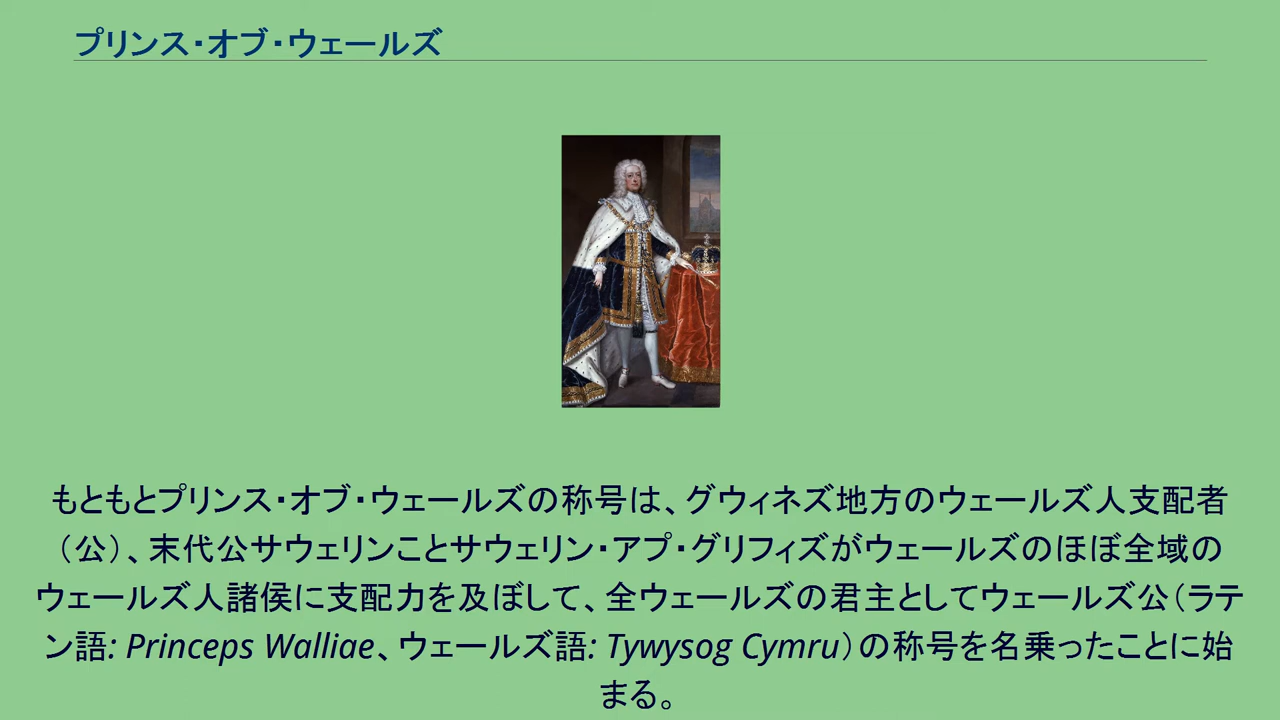 プリンス・オブ・ウェールズ
もともとプリンス・オブ・ウェールズの称号は、グウィネズ地方のウェールズ人支配者
（公）、末代公サウェリンことサウェリン・アプ・グリフィズがウェールズのほぼ全域の
ウェールズ人諸侯に支配力を及ぼして、全ウェールズの君主としてウェールズ公（ラテ
ン語: Princeps Walliae、ウェールズ語: Tywysog Cymru）の称号を名乗ったことに始
まる。